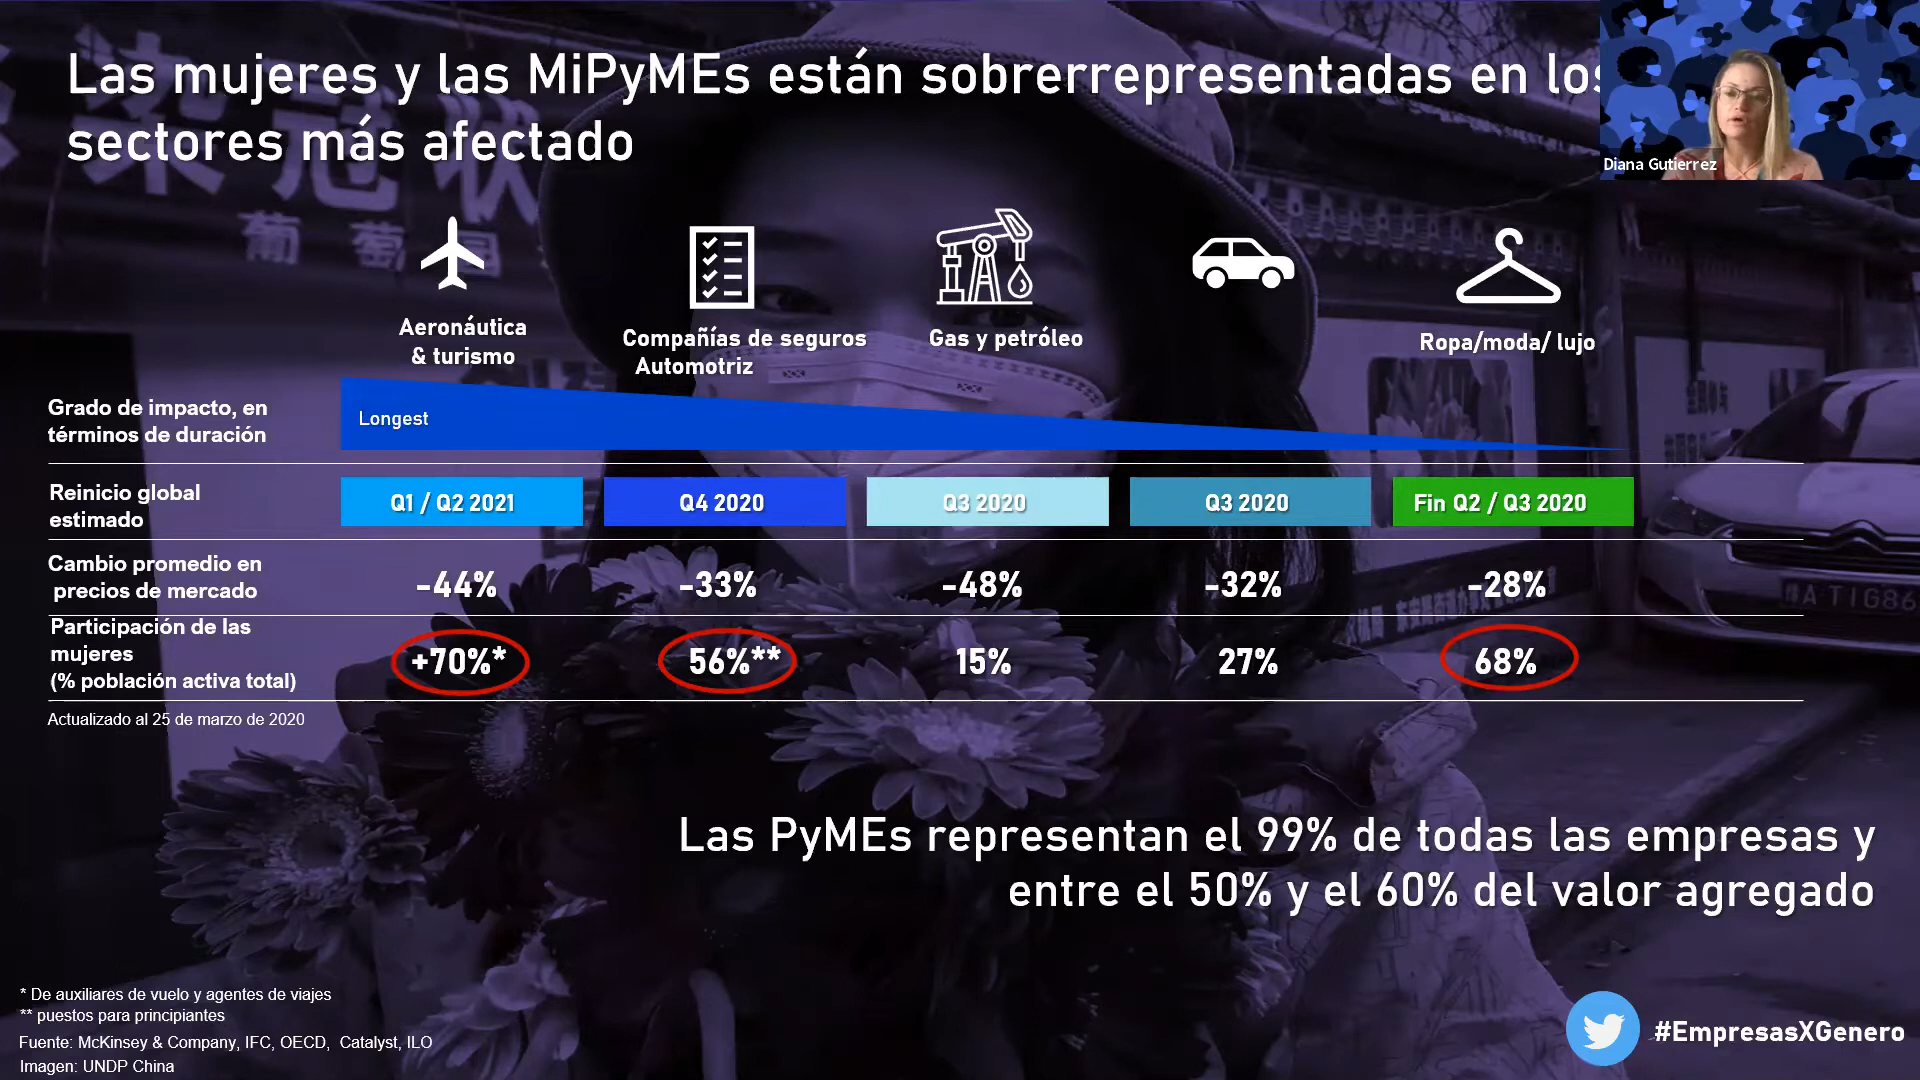 Las mujeres y las MiPyMEs están sobrerrepresentadas en los
sectores más afectado
Diana Gutierrez
葡萄园
Aeronáutica
& turismo
Compañías de seguros
Automotriz
Gas y petróleo
Ropa/moda/ lujo
Grado de impacto, en
términos de duración
Longest
Reinicio global
estimado
Q1 / Q2 2021
Q4 2020
Q3 2020
Q3 2020
Fin Q2 / Q3 2020
Cambio promedio en
precios de mercado
-44%
-33%
-48%
-32%
-28%
Participación de las
mujeres
(% población activa total)
+70%*
56%**
15%
27%
68%
Actualizado al 25 de marzo de 2020
Las PyMEs representan el 99% de todas las empresas y
entre el 50% y el 60% del valor agregado
* De auxiliares de vuelo y agentes de viajes
** puestos para principiantes
Fuente: McKinsey & Company, IFC, OECD, Catalyst, ILO
Imagen: UNDP China
#EmpresasXGenero